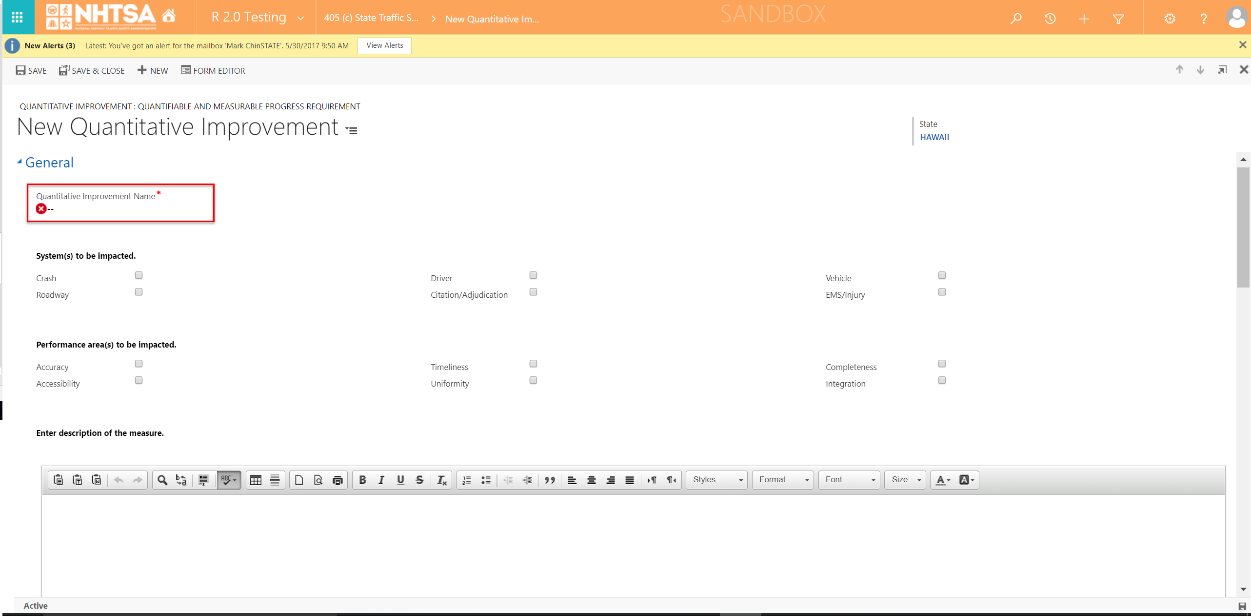 NHTSA
R 2.0 Testing
405 (c) State Traffic S...
New Quantitative Im...
SANDBOX
New Alerts (3) Latest: You've got an alert for the mailbox 'Mark ChinSTATE'. 5/30/2017 9:50 AM View Alerts
SAVE SAVE & CLOSE NEW FORM EDITOR
QUANTITATIVE IMPROVEMENT : QUANTIFIABLE AND MEASURABLE PROGRESS REQUIREMENT
New Quantitative Improvement
State
HAWAII
General
Quantitative Improvement Name*
--
System(s) to be impacted.
Crash Driver Vehicle
Roadway Citation/Adjudication EMS/Injury
Performance area(s) to be impacted.
Accuracy Timeliness Completeness
Accessibility Uniformity Integration
Enter description of the measure.
B I U S Ix Styles Format Font Size A A
Active